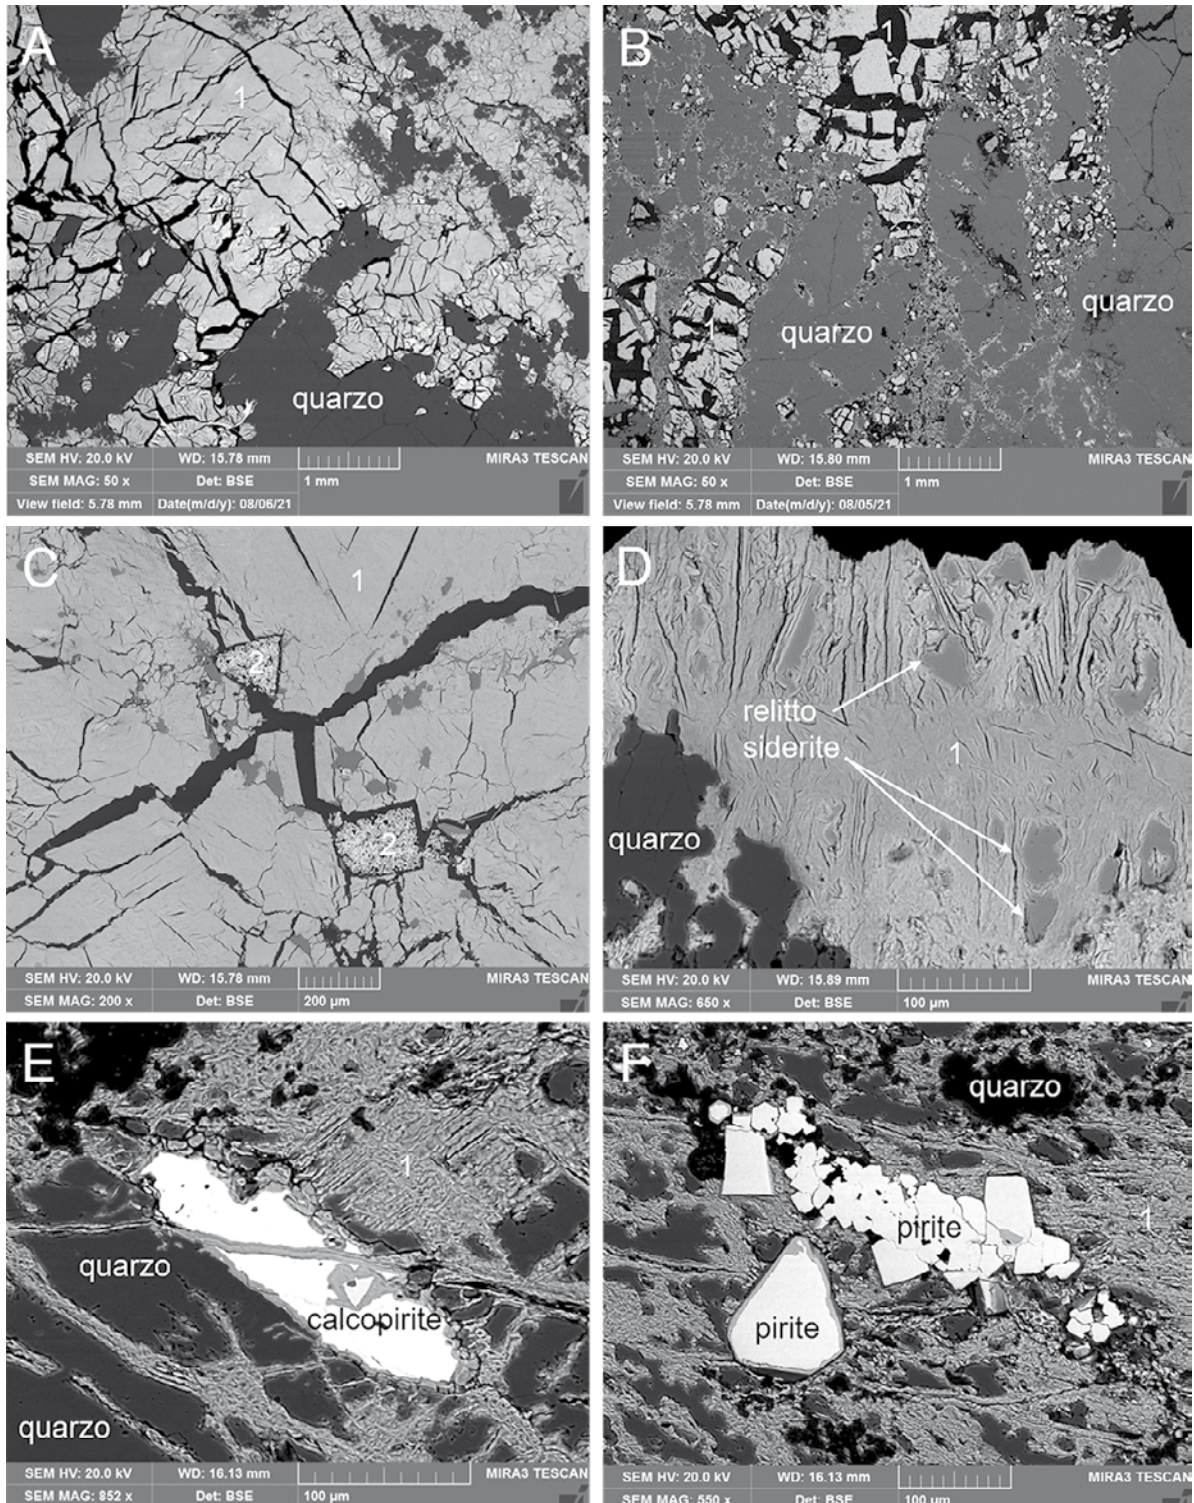 A
1
quarzo
SEM HV: 20.0 kV WD: 15.78 mm MIRA3 TESCAN
SEM MAG: 50 x Det: BSE 1 mm
View field: 5.78 mm Date(m/d/y): 08/06/21
B
1
1
quarzo
quarzo
SEM HV: 20.0 kV WD: 15.80 mm MIRA3 TESCAN
SEM MAG: 50 x Det: BSE 1 mm
View field: 5.78 mm Date(m/d/y): 08/05/21
C
1
2
2
SEM HV: 20.0 kV WD: 15.78 mm MIRA3 TESCAN
SEM MAG: 200 x Det: BSE 200 µm
D
relitto
siderite
1
quarzo
SEM HV: 20.0 kV WD: 15.89 mm MIRA3 TESCAN
SEM MAG: 650 x Det: BSE 100 µm
E
1
quarzo
calcopirite
quarzo
SEM HV: 20.0 kV WD: 16.13 mm MIRA3 TESCAN
SEM MAG: 852 x Det: BSE 100 µm
F
quarzo
1
pirite
pirite
SEM HV: 20.0 kV WD: 16.13 mm MIRA3 TESCAN
SEM MAG: 550 x Det: BSE 100 µm